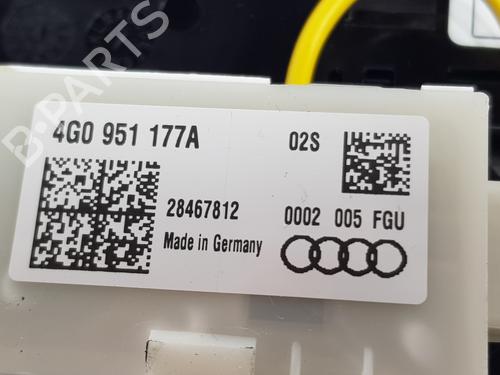 4G0 951 177A 02S
28467812 0002 005 FGU
Made in Germany
B-PARTS